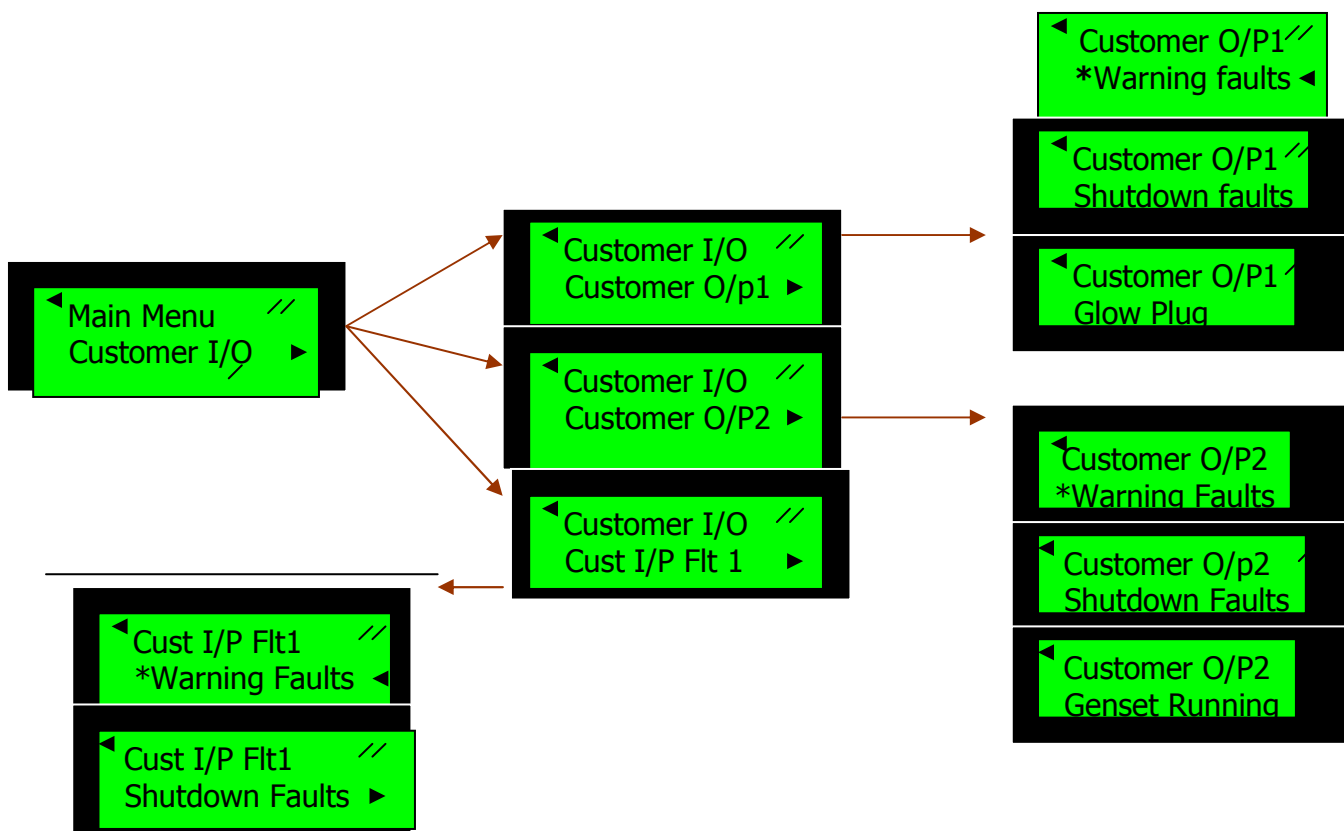 Main Menu
Customer I/O
Customer I/O
Customer O/p1
Customer I/O
Customer O/P2
Customer I/O
Cust I/P Flt 1
Customer O/P1
*Warning faults
Customer O/P1
Shutdown faults
Customer O/P1
Glow Plug
Customer O/P2
*Warning Faults
Customer O/p2
Shutdown Faults
Customer O/P2
Genset Running
Cust I/P Flt1
*Warning Faults
Cust I/P Flt1
Shutdown Faults